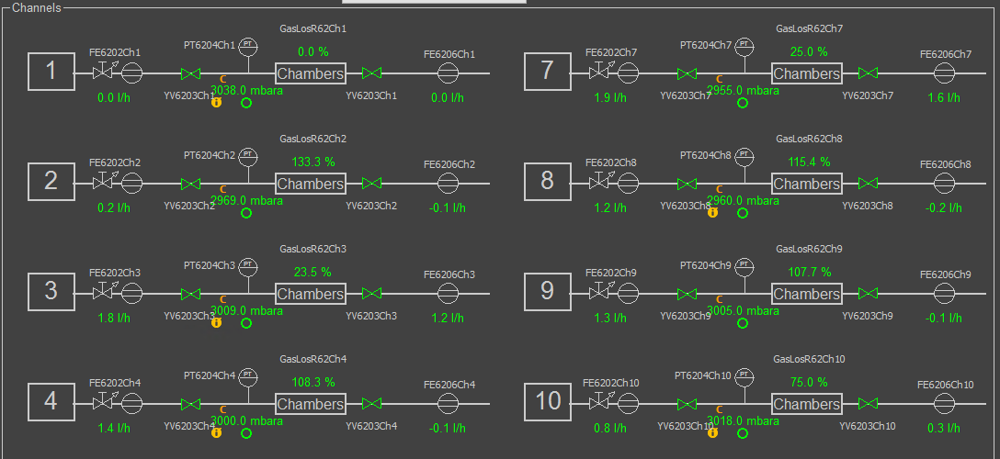 Channels
GasLosR62Ch1
PT6204Ch1
PT
FE6202Ch1
0.0 %
FE6206Ch1
1
Chambers
C
3038.0 mbara
0.0 l/h
YV6203Ch1
YV6203Ch1
0.0 l/h
GasLosR62Ch7
PT6204Ch7
PT
FE6202Ch7
25.0 %
FE6206Ch7
7
Chambers
C
2955.0 mbara
1.9 l/h
YV6203Ch7
YV6203Ch7
1.6 l/h
GasLosR62Ch2
PT6204Ch2
PT
FE6202Ch2
133.3 %
FE6206Ch2
2
Chambers
C
2969.0 mbara
0.2 l/h
YV6203Ch2
YV6203Ch2
-0.1 l/h
GasLosR62Ch8
PT6204Ch8
PT
FE6202Ch8
115.4 %
FE6206Ch8
8
Chambers
C
2960.0 mbara
1.2 l/h
YV6203Ch8
YV6203Ch8
-0.2 l/h
GasLosR62Ch3
PT6204Ch3
PT
FE6202Ch3
23.5 %
FE6206Ch3
3
Chambers
C
3009.0 mbara
1.8 l/h
YV6203Ch3
YV6203Ch3
1.2 l/h
GasLosR62Ch9
PT6204Ch9
PT
FE6202Ch9
107.7 %
FE6206Ch9
9
Chambers
C
3005.0 mbara
1.3 l/h
YV6203Ch9
YV6203Ch9
-0.1 l/h
GasLosR62Ch4
PT6204Ch4
PT
FE6202Ch4
108.3 %
FE6206Ch4
4
Chambers
C
3000.0 mbara
1.4 l/h
YV6203Ch4
YV6203Ch4
-0.1 l/h
GasLosR62Ch10
PT6204Ch10
PT
FE6202Ch10
75.0 %
FE6206Ch10
10
Chambers
C
3018.0 mbara
0.8 l/h
YV6203Ch10
YV6203Ch10
0.3 l/h